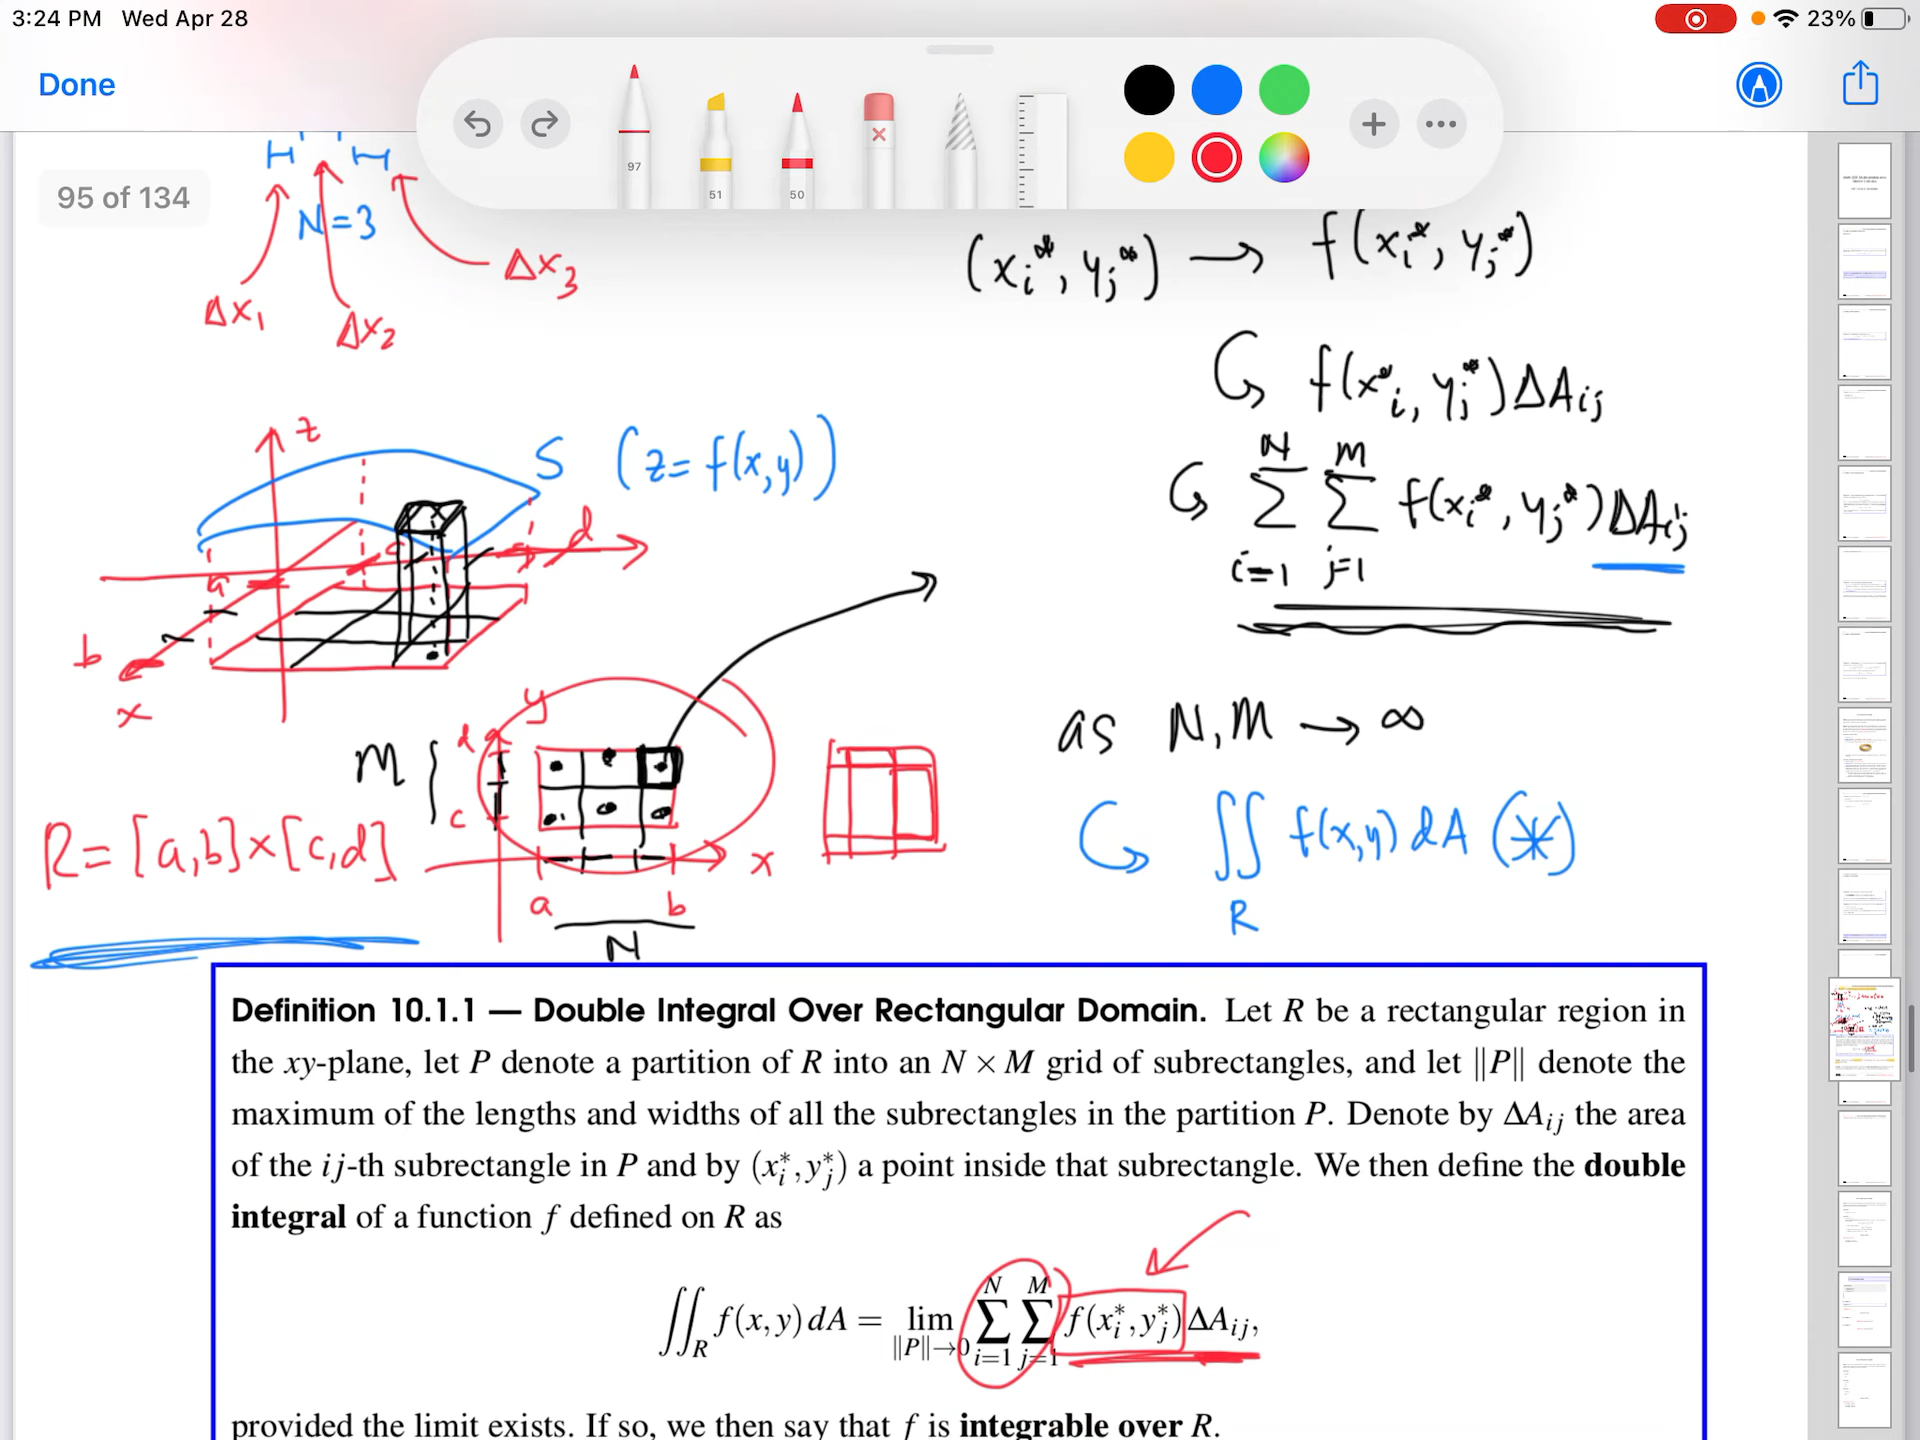 3:24 PM Wed Apr 28
23%
Done
97
51
50
95 of 134
N=3
Δx₁
Δx₂
Δx₃
(xᵢ*, yⱼ*) → f(xᵢ*, yⱼ*)
f(xᵢ*, yⱼ*)ΔAᵢⱼ
N M
∑ ∑ f(xᵢ*, yⱼ*)ΔAᵢⱼ
i=1 j=1
z
S (z=f(x,y))
c d
a
b
x
as N, M → ∞
∬ f(x,y) dA (*)
R
y
M
d
c
R=[a,b]×[c,d]
x
a b
N
Definition 10.1.1 — Double Integral Over Rectangular Domain. Let R be a rectangular region in
the xy-plane, let P denote a partition of R into an N × M grid of subrectangles, and let ‖P‖ denote the
maximum of the lengths and widths of all the subrectangles in the partition P. Denote by ΔAᵢⱼ the area
of the ij-th subrectangle in P and by (xᵢ*, yⱼ*) a point inside that subrectangle. We then define the double
integral of a function f defined on R as
∬_R f(x,y) dA = lim_{‖P‖→0} ∑_{i=1}^{N} ∑_{j=1}^{M} f(xᵢ*, yⱼ*) ΔAᵢⱼ,
provided the limit exists. If so, we then say that f is integrable over R.